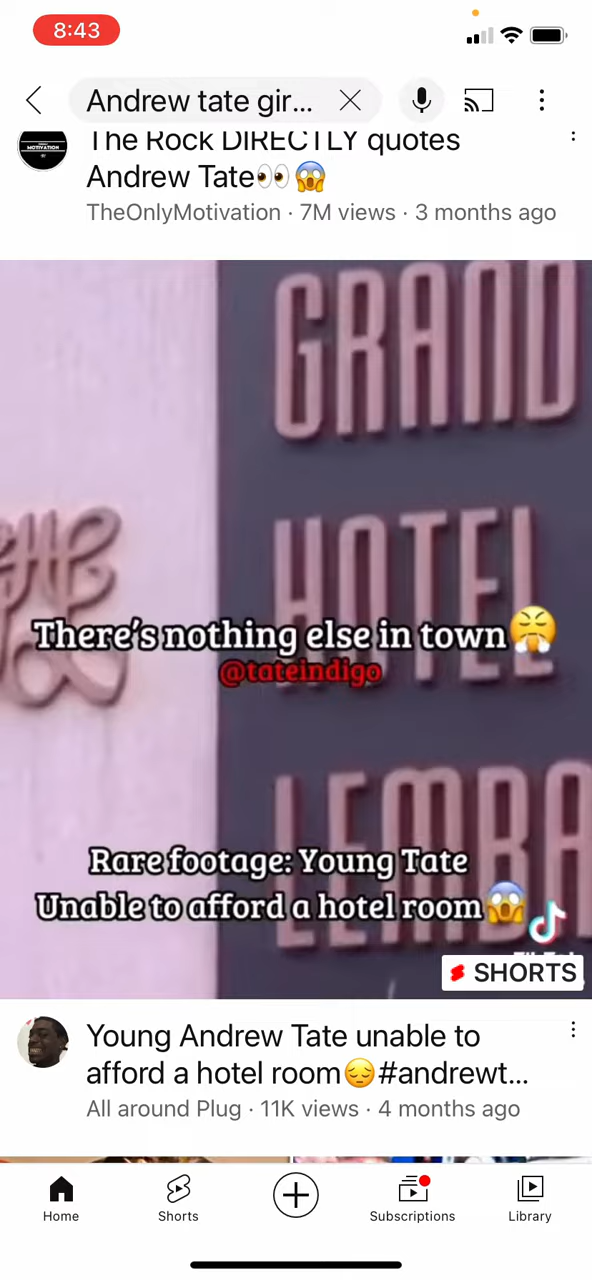 8:43
Andrew tate gir...
MOTIVATION
The Rock DIRECTLY quotes
Andrew Tate👀😱
TheOnlyMotivation · 7M views · 3 months ago
GRAND
HOTEL
There's nothing else in town😤
@tateindigo
LEMBA
Rare footage: Young Tate
Unable to afford a hotel room😱
SHORTS
Young Andrew Tate unable to
afford a hotel room😔#andrewt...
All around Plug · 11K views · 4 months ago
Home
Shorts
Subscriptions
Library